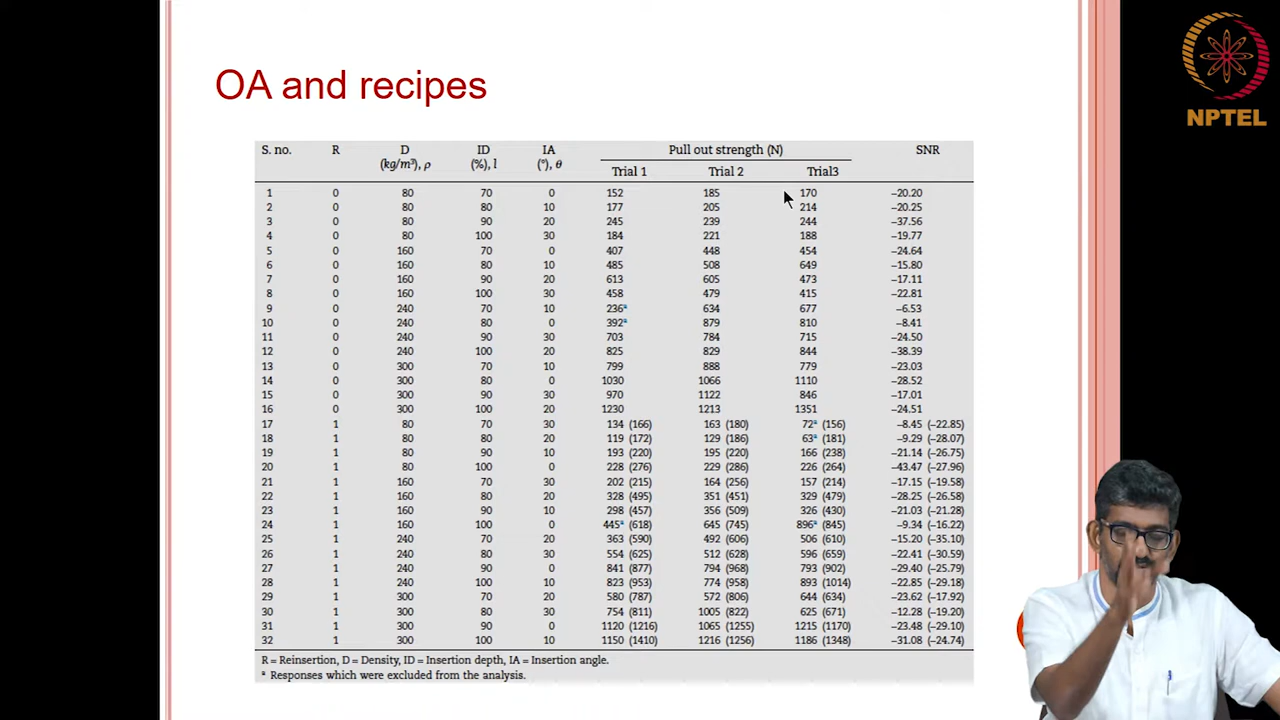 OA and recipes
NPTEL
S. no. R D ID IA Pull out strength (N) SNR
(kg/m³), ρ (%), l (°), θ
Trial 1 Trial 2 Trial3
1 0 80 70 0 152 185 170 −20.20
2 0 80 80 10 177 205 214 −20.25
3 0 80 90 20 245 239 244 −37.56
4 0 80 100 30 184 221 188 −19.77
5 0 160 70 0 407 448 454 −24.64
6 0 160 80 10 485 508 649 −15.80
7 0 160 90 20 613 605 473 −17.11
8 0 160 100 30 458 479 415 −22.81
9 0 240 70 10 236ᵃ 634 677 −6.53
10 0 240 80 0 392ᵃ 879 810 −8.41
11 0 240 90 30 703 784 715 −24.50
12 0 240 100 20 825 829 844 −38.39
13 0 300 70 10 799 888 779 −23.03
14 0 300 80 0 1030 1066 1110 −28.52
15 0 300 90 30 970 1122 846 −17.01
16 0 300 100 20 1230 1213 1351 −24.51
17 1 80 70 30 134 (166) 163 (180) 72ᵃ (156) −8.45 (−22.85)
18 1 80 80 20 119 (172) 129 (186) 63ᵃ (181) −9.29 (−28.07)
19 1 80 90 10 193 (220) 195 (220) 166 (238) −21.14 (−26.75)
20 1 80 100 0 228 (276) 229 (286) 226 (264) −43.47 (−27.96)
21 1 160 70 30 202 (215) 164 (256) 157 (214) −17.15 (−19.58)
22 1 160 80 20 328 (495) 351 (451) 329 (479) −28.25 (−26.58)
23 1 160 90 10 298 (457) 356 (509) 326 (430) −21.03 (−21.28)
24 1 160 100 0 445ᵃ (618) 645 (745) 896ᵃ (845) −9.34 (−16.22)
25 1 240 70 20 363 (590) 492 (606) 506 (610) −15.20 (−35.10)
26 1 240 80 30 554 (625) 512 (628) 596 (659) −22.41 (−30.59)
27 1 240 90 0 841 (877) 794 (968) 793 (902) −29.40 (−25.79)
28 1 240 100 10 823 (953) 774 (958) 893 (1014) −22.85 (−29.18)
29 1 300 70 20 580 (787) 572 (806) 644 (634) −23.62 (−17.92)
30 1 300 80 30 754 (811) 1005 (822) 625 (671) −12.28 (−19.20)
31 1 300 90 0 1120 (1216) 1065 (1255) 1215 (1170) −23.48 (−29.10)
32 1 300 100 10 1150 (1410) 1216 (1256) 1186 (1348) −31.08 (−24.74)
R = Reinsertion, D = Density, ID = Insertion depth, IA = Insertion angle.
ᵃ Responses which were excluded from the analysis.